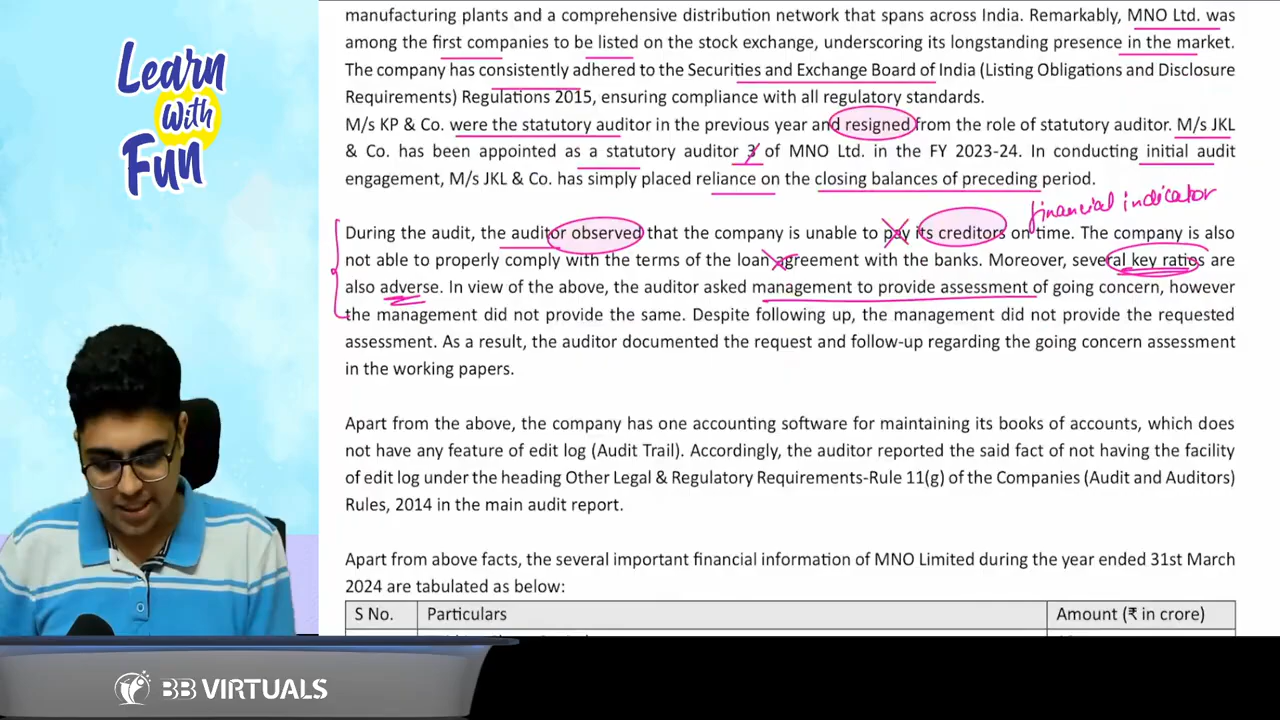 Learn
With
Fun
manufacturing plants and a comprehensive distribution network that spans across India. Remarkably, MNO Ltd. was
among the first companies to be listed on the stock exchange, underscoring its longstanding presence in the market.
The company has consistently adhered to the Securities and Exchange Board of India (Listing Obligations and Disclosure
Requirements) Regulations 2015, ensuring compliance with all regulatory standards.
M/s KP & Co. were the statutory auditor in the previous year and resigned from the role of statutory auditor. M/s JKL
& Co. has been appointed as a statutory auditor 3 of MNO Ltd. in the FY 2023-24. In conducting initial audit
engagement, M/s JKL & Co. has simply placed reliance on the closing balances of preceding period.
financial indicator
During the audit, the auditor observed that the company is unable to pay its creditors on time. The company is also
not able to properly comply with the terms of the loan agreement with the banks. Moreover, several key ratios are
also adverse. In view of the above, the auditor asked management to provide assessment of going concern, however
the management did not provide the same. Despite following up, the management did not provide the requested
assessment. As a result, the auditor documented the request and follow-up regarding the going concern assessment
in the working papers.
Apart from the above, the company has one accounting software for maintaining its books of accounts, which does
not have any feature of edit log (Audit Trail). Accordingly, the auditor reported the said fact of not having the facility
of edit log under the heading Other Legal & Regulatory Requirements-Rule 11(g) of the Companies (Audit and Auditors)
Rules, 2014 in the main audit report.
Apart from above facts, the several important financial information of MNO Limited during the year ended 31st March
2024 are tabulated as below:
S No. Particulars Amount (₹ in crore)
BB VIRTUALS